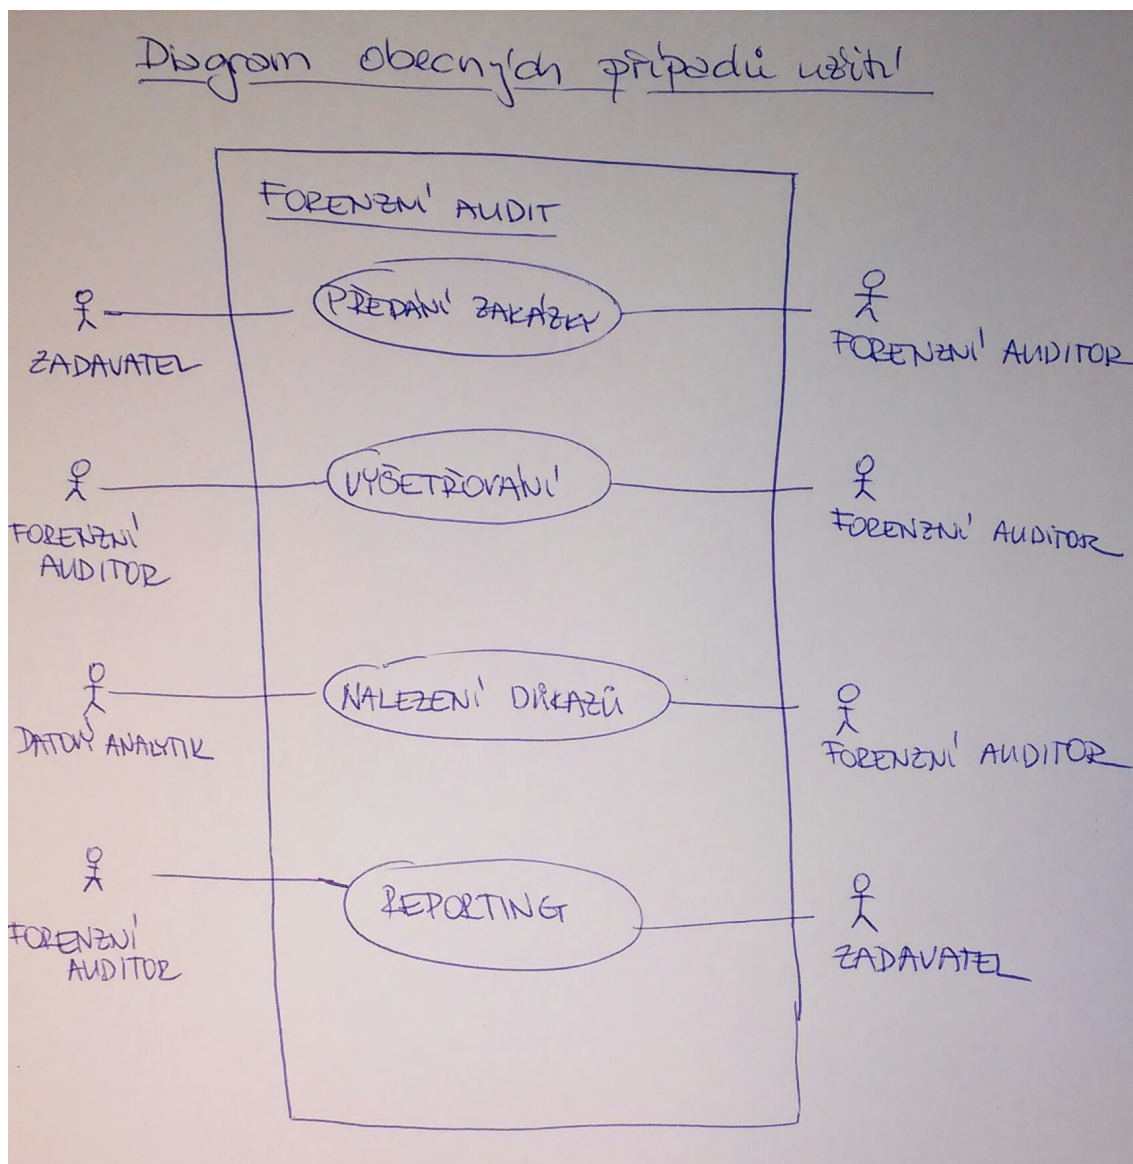 Diagram obecných případů užití
FORENZNÍ AUDIT
PŘEDÁNÍ ZAKÁZKY
ZADAVATEL
FORENZNÍ AUDITOR
VYŠETŘOVÁNÍ
FORENZNÍ
AUDITOR
FORENZNÍ AUDITOR
NALEZENÍ DŮKAZŮ
DATOVÝ ANALYTIK
FORENZNÍ AUDITOR
REPORTING
FORENZNÍ
AUDITOR
ZADAVATEL